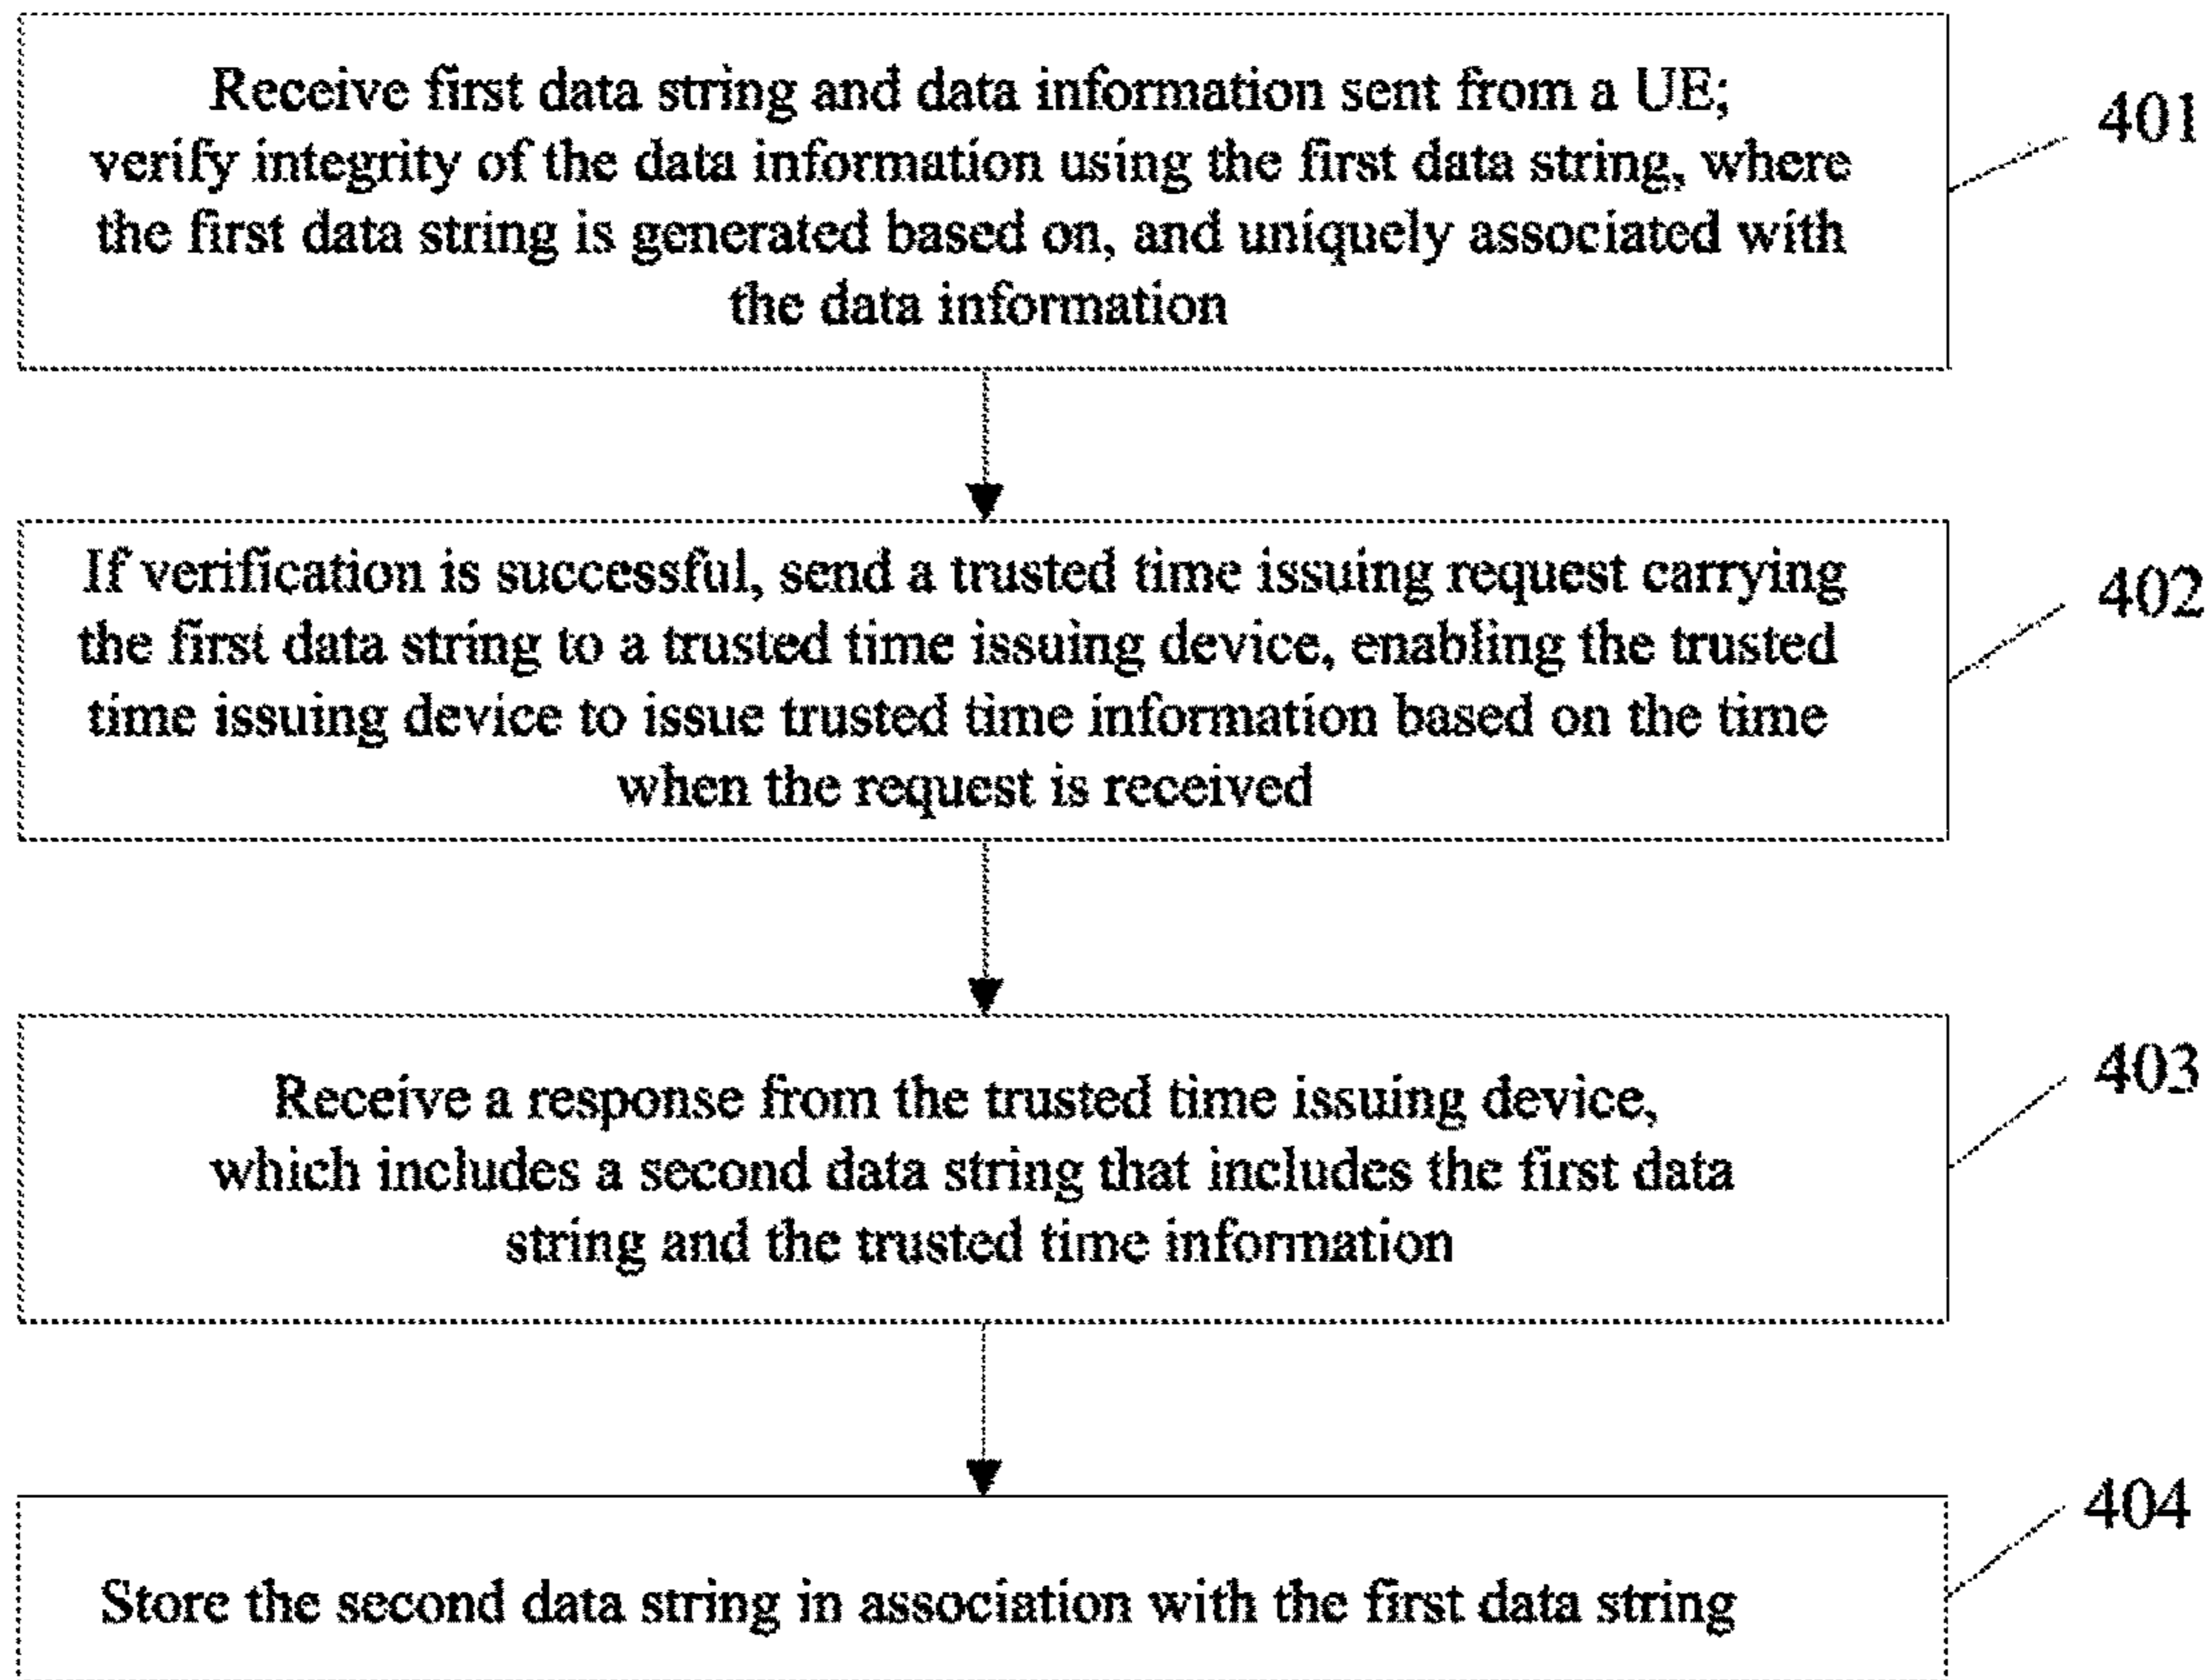 Receive first data string and data information sent from a UE;
verify integrity of the data information using the first data string, where
the first data string is generated based on, and uniquely associated with
the data information
401
If verification is successful, send a trusted time issuing request carrying
the first data string to a trusted time issuing device, enabling the trusted
time issuing device to issue trusted time information based on the time
when the request is received
402
Receive a response from the trusted time issuing device,
which includes a second data string that includes the first data
string and the trusted time information
403
Store the second data string in association with the first data string
404